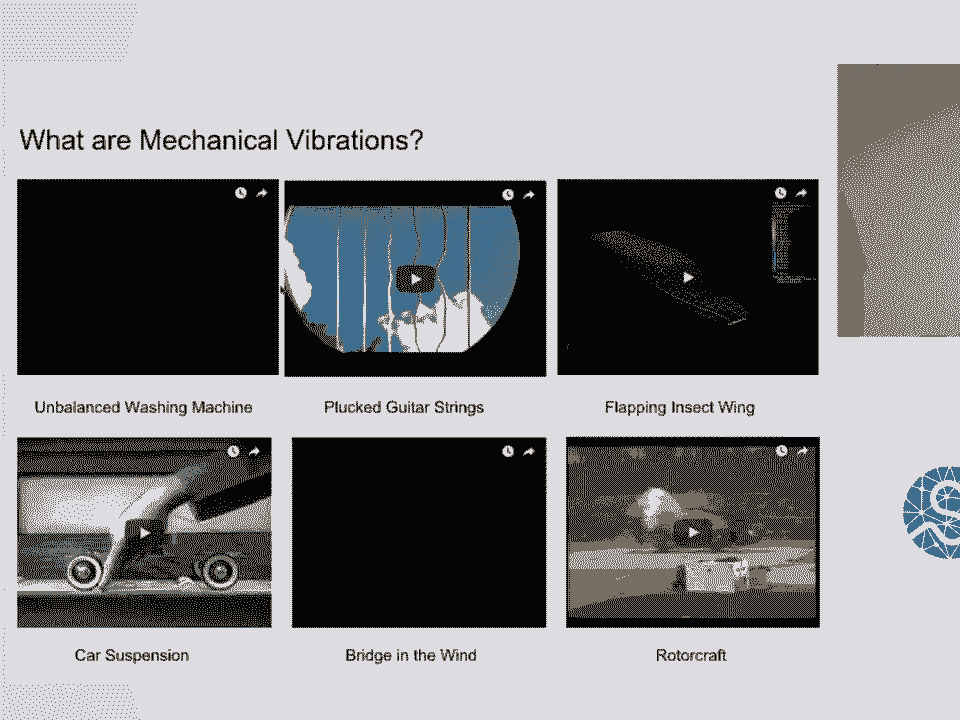 What are Mechanical Vibrations?
Unbalanced Washing Machine
Plucked Guitar Strings
Flapping Insect Wing
Car Suspension
Bridge in the Wind
Rotorcraft